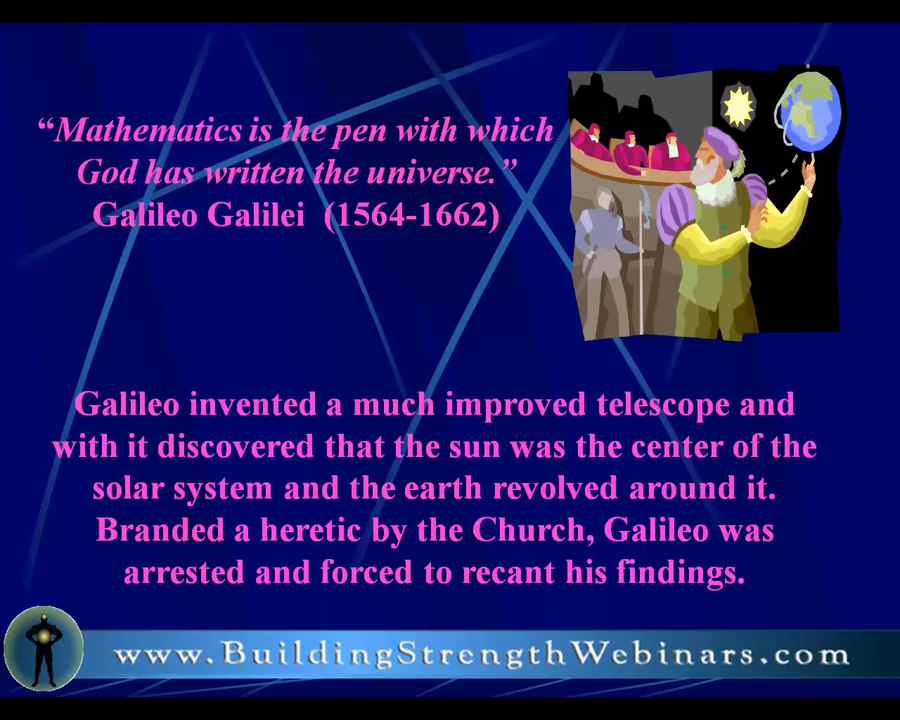 “Mathematics is the pen with which
God has written the universe.”
Galileo Galilei (1564-1662)
Galileo invented a much improved telescope and
with it discovered that the sun was the center of the
solar system and the earth revolved around it.
Branded a heretic by the Church, Galileo was
arrested and forced to recant his findings.
www.BuildingStrengthWebinars.com